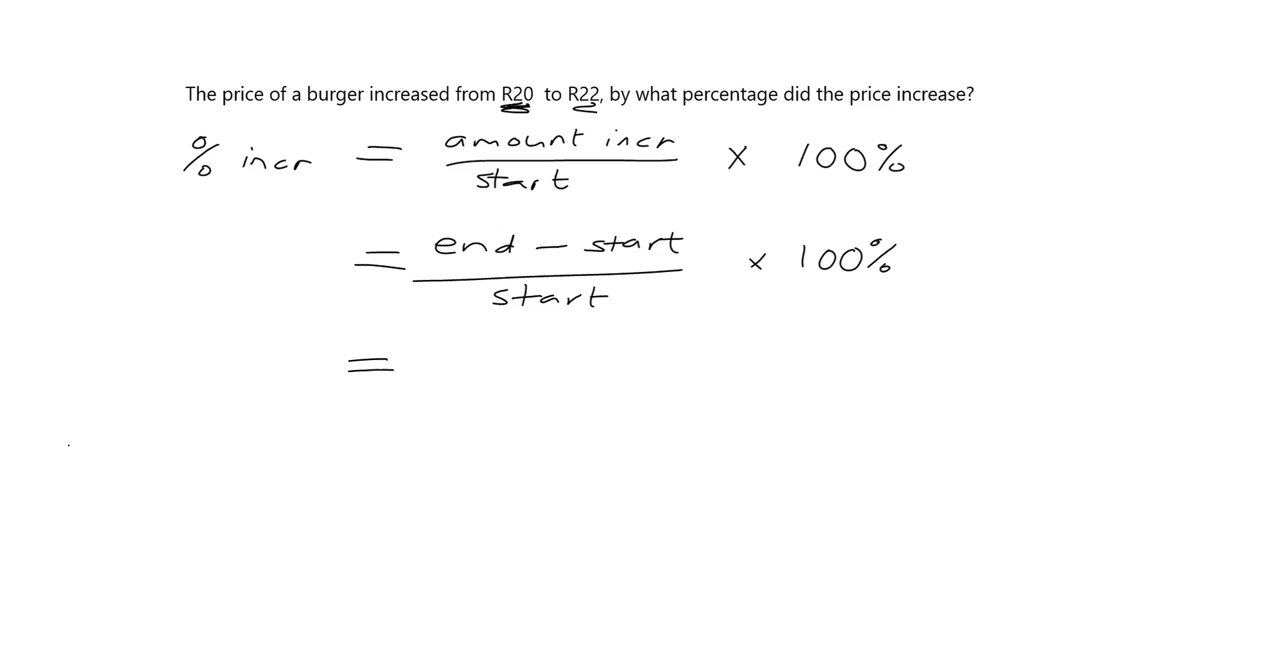 The price of a burger increased from R20 to R22, by what percentage did the price increase?
% incr = amount incr / start × 100%
= end - start / start × 100%
=